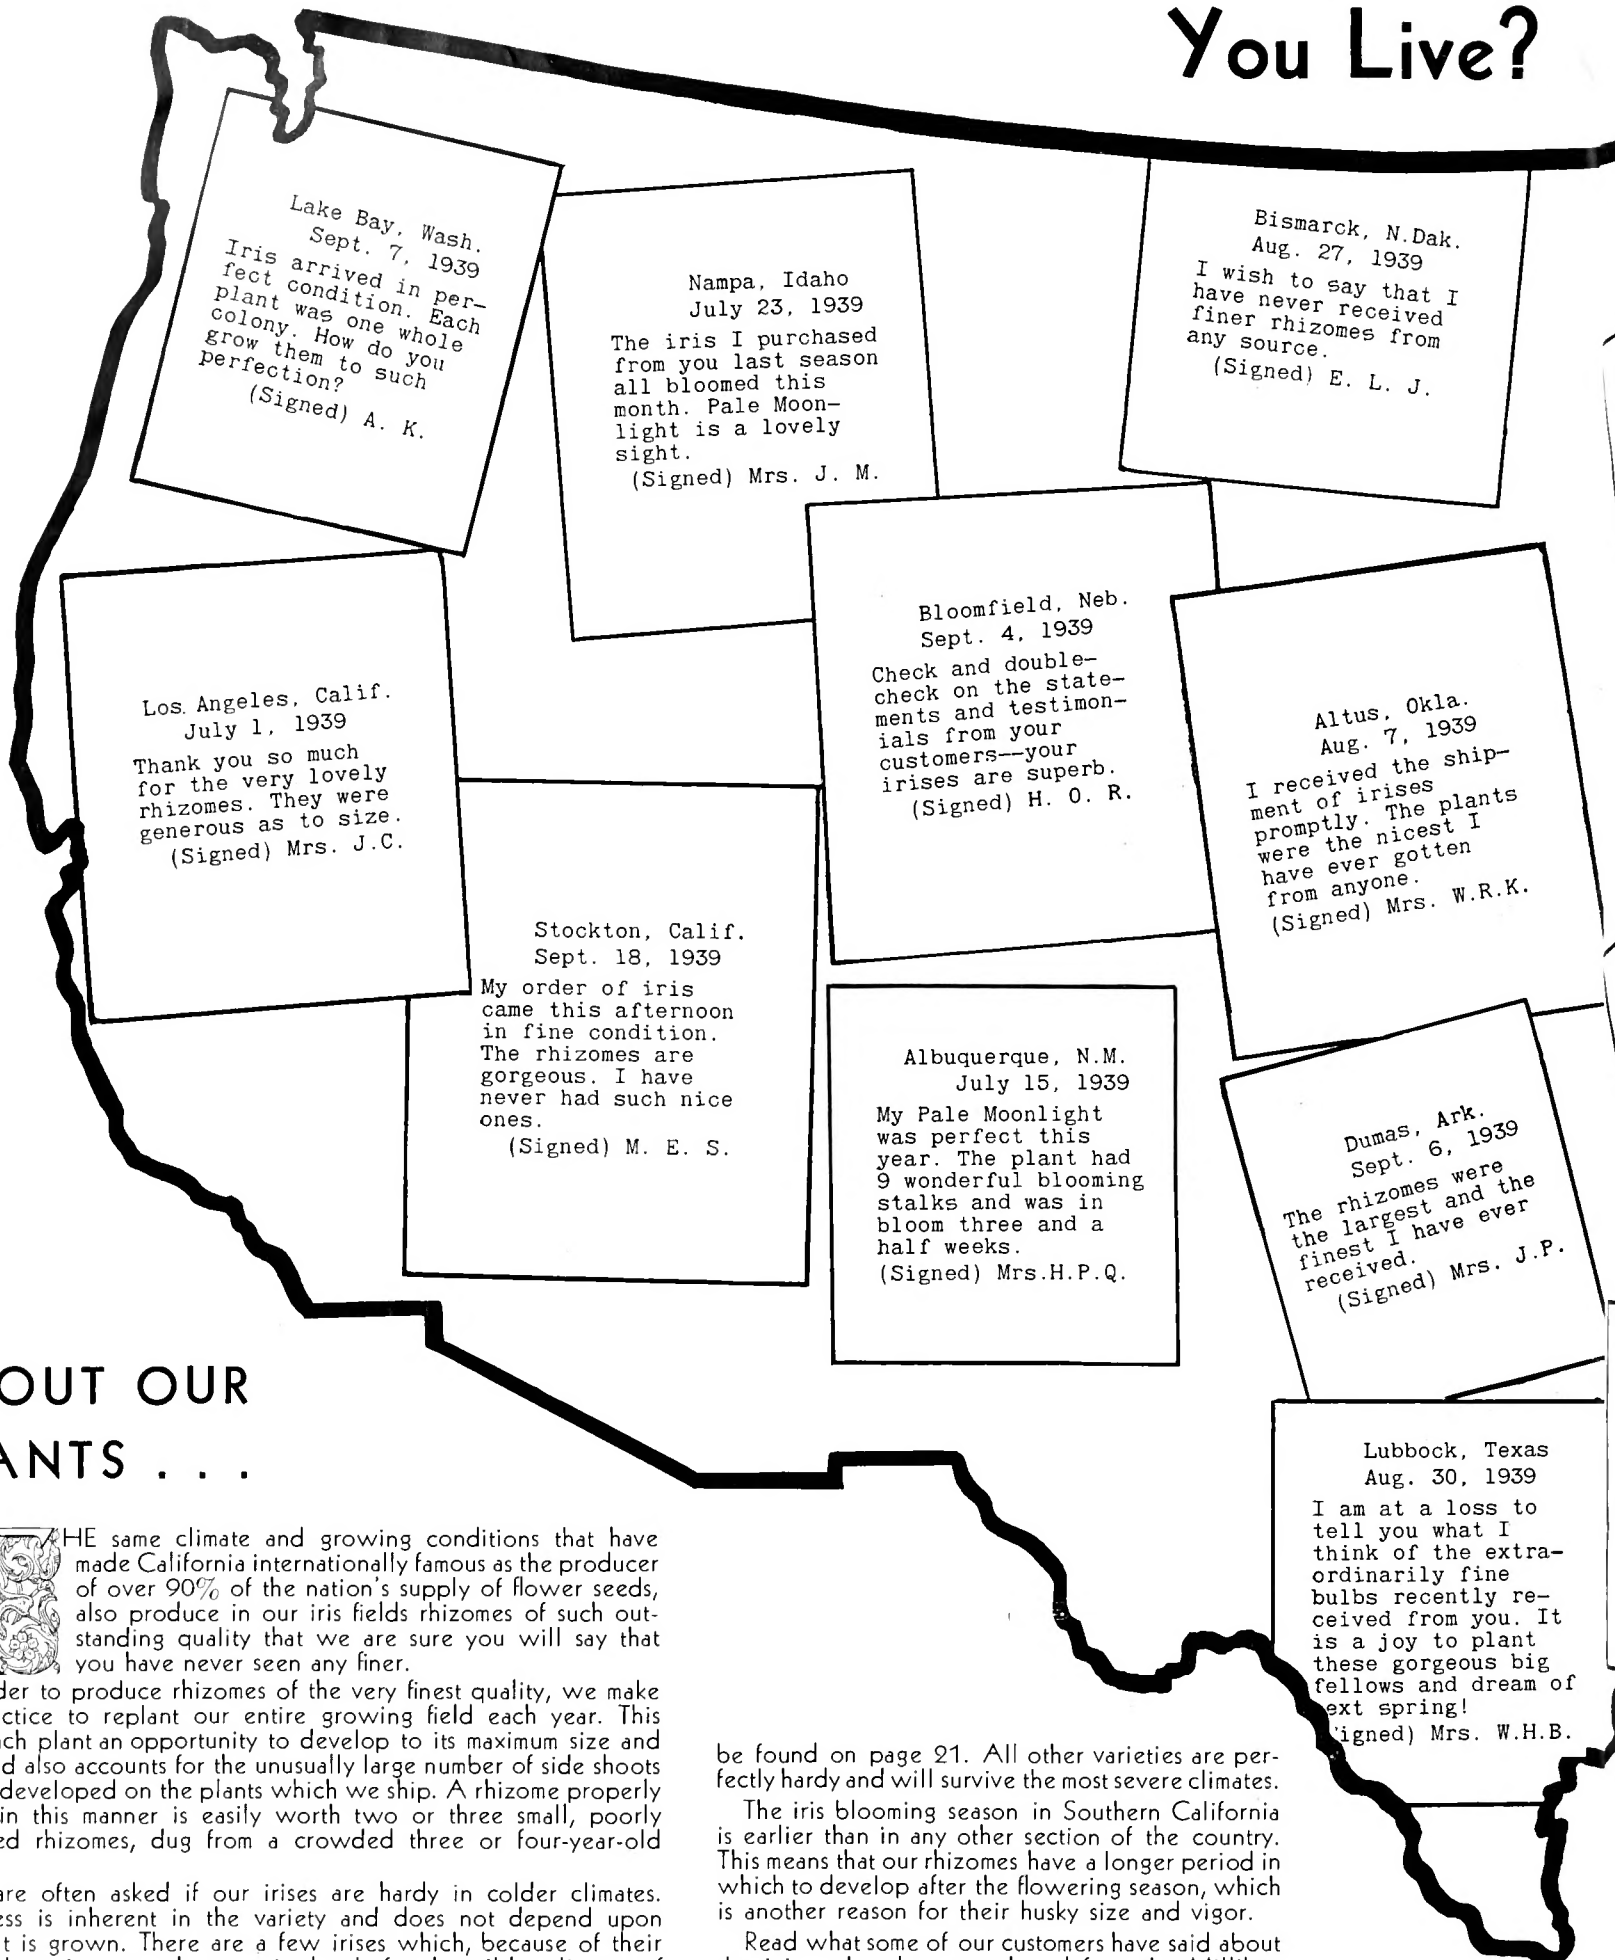 You Live?
Lake Bay, Wash.
Sept. 7, 1939
Iris arrived in per-
fect condition. Each
plant was one whole
colony. How do you
grow them to such
perfection?
(Signed) A. K.
Nampa, Idaho
July 23, 1939
The iris I purchased
from you last season
all bloomed this
month. Pale Moon-
light is a lovely
sight.
(Signed) Mrs. J. M.
Bismarck, N.Dak.
Aug. 27, 1939
I wish to say that I
have never received
finer rhizomes from
any source.
(Signed) E. L. J.
Los Angeles, Calif.
July 1, 1939
Thank you so much
for the very lovely
rhizomes. They were
generous as to size.
(Signed) Mrs. J.C.
Bloomfield, Neb.
Sept. 4, 1939
Check and double-
check on the state-
ments and testimon-
ials from your
customers--your
irises are superb.
(Signed) H. O. R.
Altus, Okla.
Aug. 7, 1939
I received the ship-
ment of irises
promptly. The plants
were the nicest I
have ever gotten
from anyone.
(Signed) Mrs. W.R.K.
Stockton, Calif.
Sept. 18, 1939
My order of iris
came this afternoon
in fine condition.
The rhizomes are
gorgeous. I have
never had such nice
ones.
(Signed) M. E. S.
Albuquerque, N.M.
July 15, 1939
My Pale Moonlight
was perfect this
year. The plant had
9 wonderful blooming
stalks and was in
bloom three and a
half weeks.
(Signed) Mrs.H.P.Q.
Dumas, Ark.
Sept. 6, 1939
The rhizomes were
the largest and the
finest I have ever
received.
(Signed) Mrs. J.P.
Lubbock, Texas
Aug. 30, 1939
I am at a loss to
tell you what I
think of the extra-
ordinarily fine
bulbs recently re-
ceived from you. It
is a joy to plant
these gorgeous big
fellows and dream of
ext spring!
igned) Mrs. W.H.B.
OUT OUR
ANTS . . .
THE same climate and growing conditions that have
made California internationally famous as the producer
of over 90% of the nation's supply of flower seeds,
also produce in our iris fields rhizomes of such out-
standing quality that we are sure you will say that
you have never seen any finer.
der to produce rhizomes of the very finest quality, we make
ctice to replant our entire growing field each year. This
ch plant an opportunity to develop to its maximum size and
d also accounts for the unusually large number of side shoots
developed on the plants which we ship. A rhizome properly
in this manner is easily worth two or three small, poorly
ed rhizomes, dug from a crowded three or four-year-old
are often asked if our irises are hardy in colder climates.
ess is inherent in the variety and does not depend upon
t is grown. There are a few irises which, because of their
be found on page 21. All other varieties are per-
fectly hardy and will survive the most severe climates.
The iris blooming season in Southern California
is earlier than in any other section of the country.
This means that our rhizomes have a longer period in
which to develop after the flowering season, which
is another reason for their husky size and vigor.
Read what some of our customers have said about